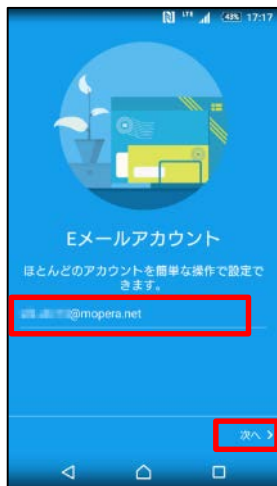 LTE 43% 17:17
Eメールアカウント
ほとんどのアカウントを簡単な操作で設定で
きます。
@mopera.net
次へ